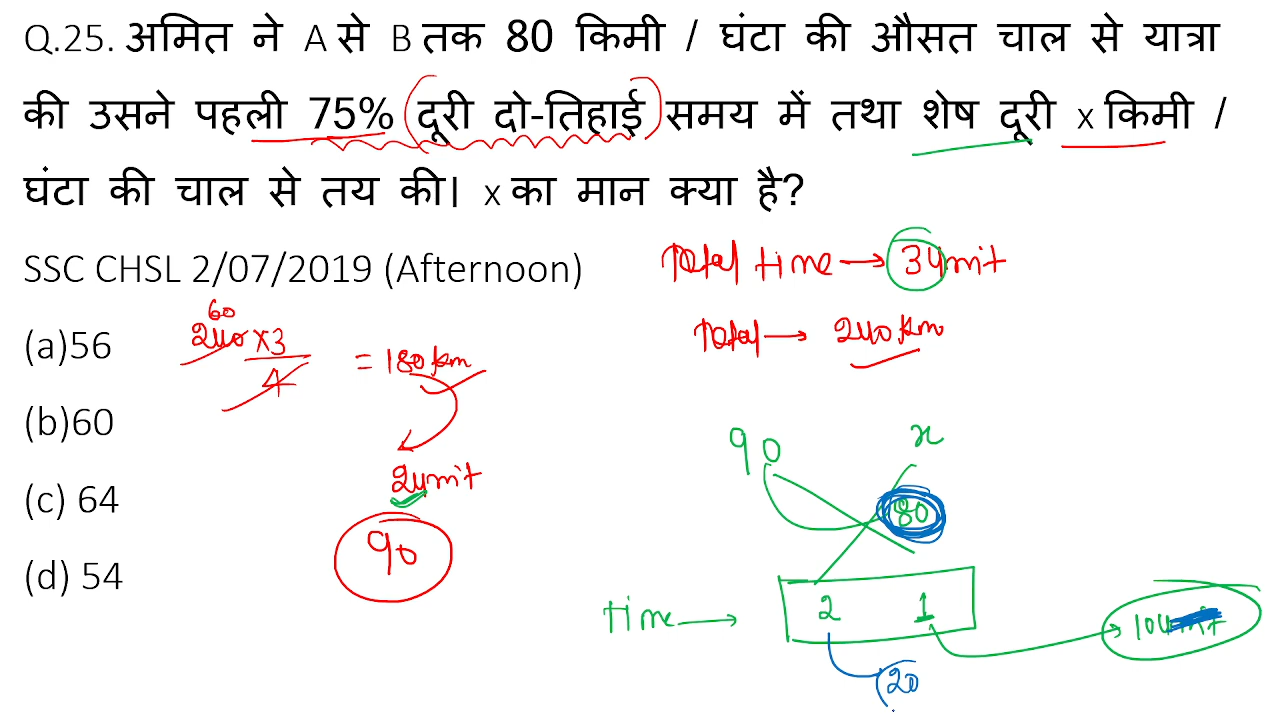 Q.25. अमित ने A से B तक 80 किमी / घंटा की औसत चाल से यात्रा
की उसने पहली 75% दूरी दो-तिहाई समय में तथा शेष दूरी x किमी /
घंटा की चाल से तय की। x का मान क्या है?
SSC CHSL 2/07/2019 (Afternoon)
Total time → 3 unit
Total → 240 km
(a)56
60
240 × 3
4
= 180 km
(b)60
2 unit
90
(c) 64
(d) 54
90 x
80
time → 2 1
10
20